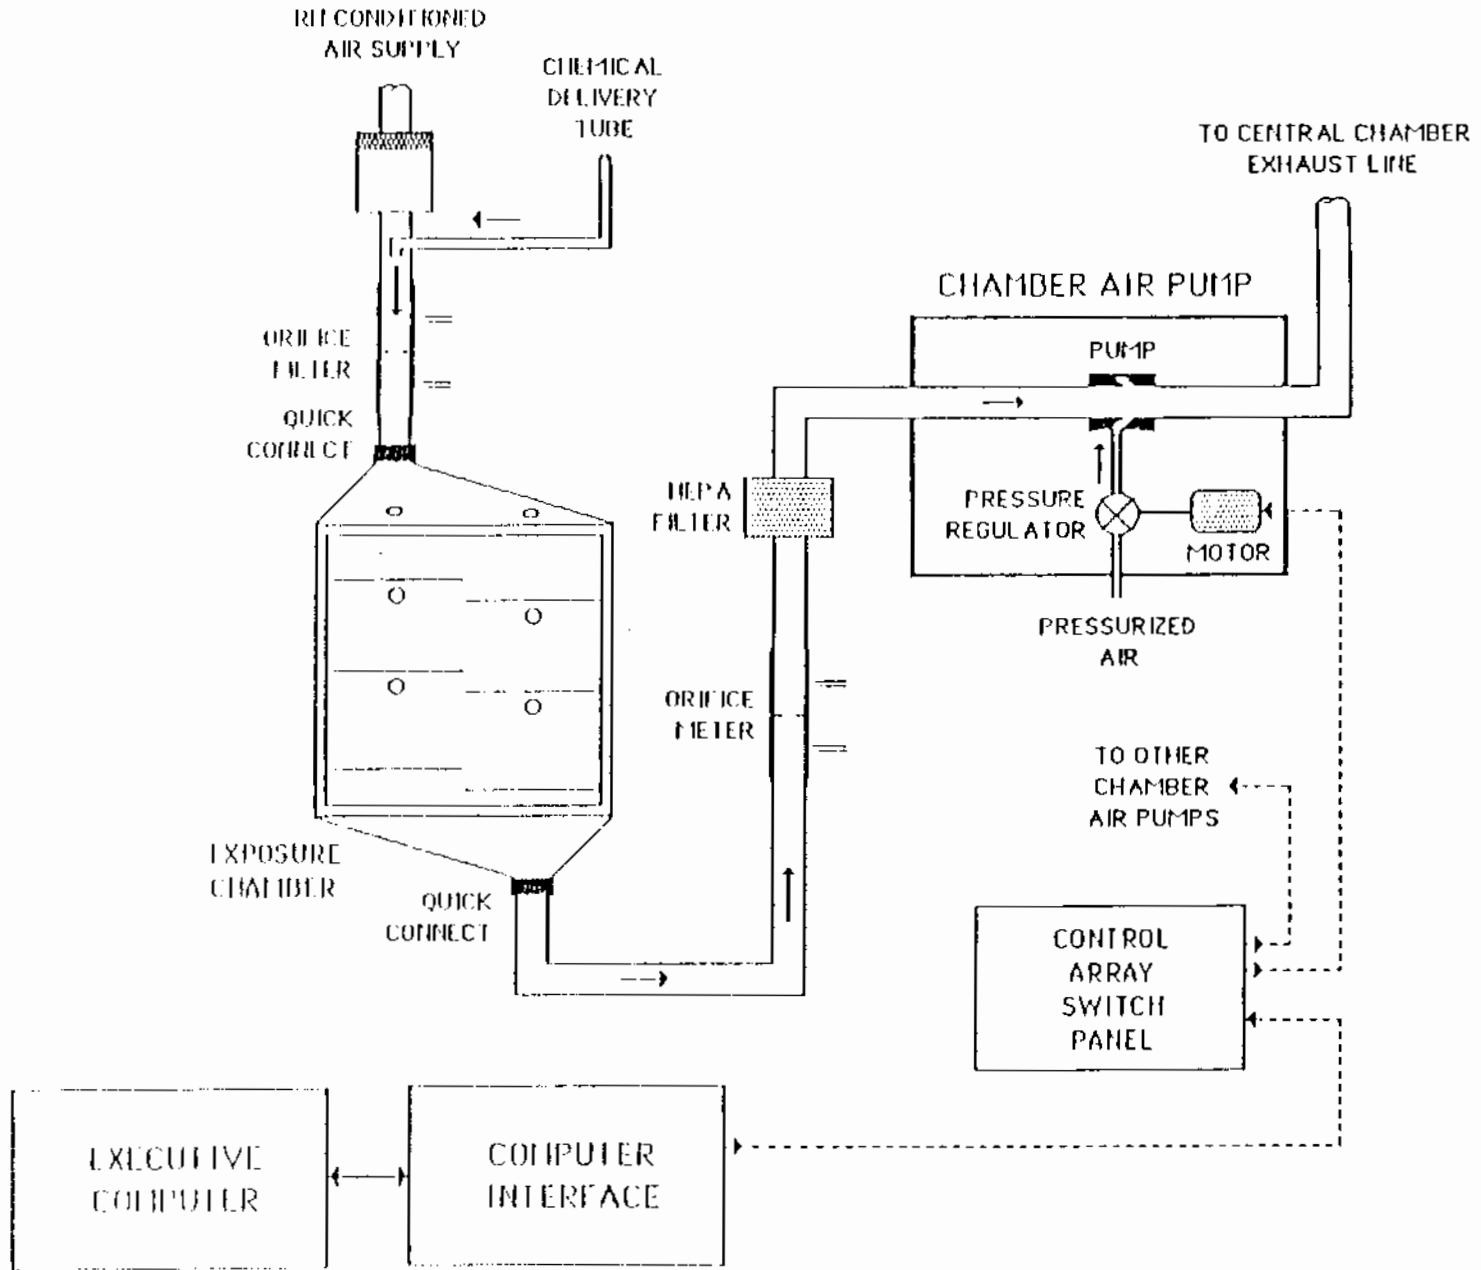 RH CONDITIONED
AIR SUPPLY
CHEMICAL
DELIVERY
TUBE
TO CENTRAL CHAMBER
EXHAUST LINE
CHAMBER AIR PUMP
ORIFICE
FILTER
PUMP
QUICK
CONNECT
HEPA
FILTER
PRESSURE
REGULATOR
MOTOR
PRESSURIZED
AIR
ORIFICE
METER
TO OTHER
CHAMBER
AIR PUMPS
EXPOSURE
CHAMBER
QUICK
CONNECT
CONTROL
ARRAY
SWITCH
PANEL
EXECUTIVE
COMPUTER
COMPUTER
INTERFACE